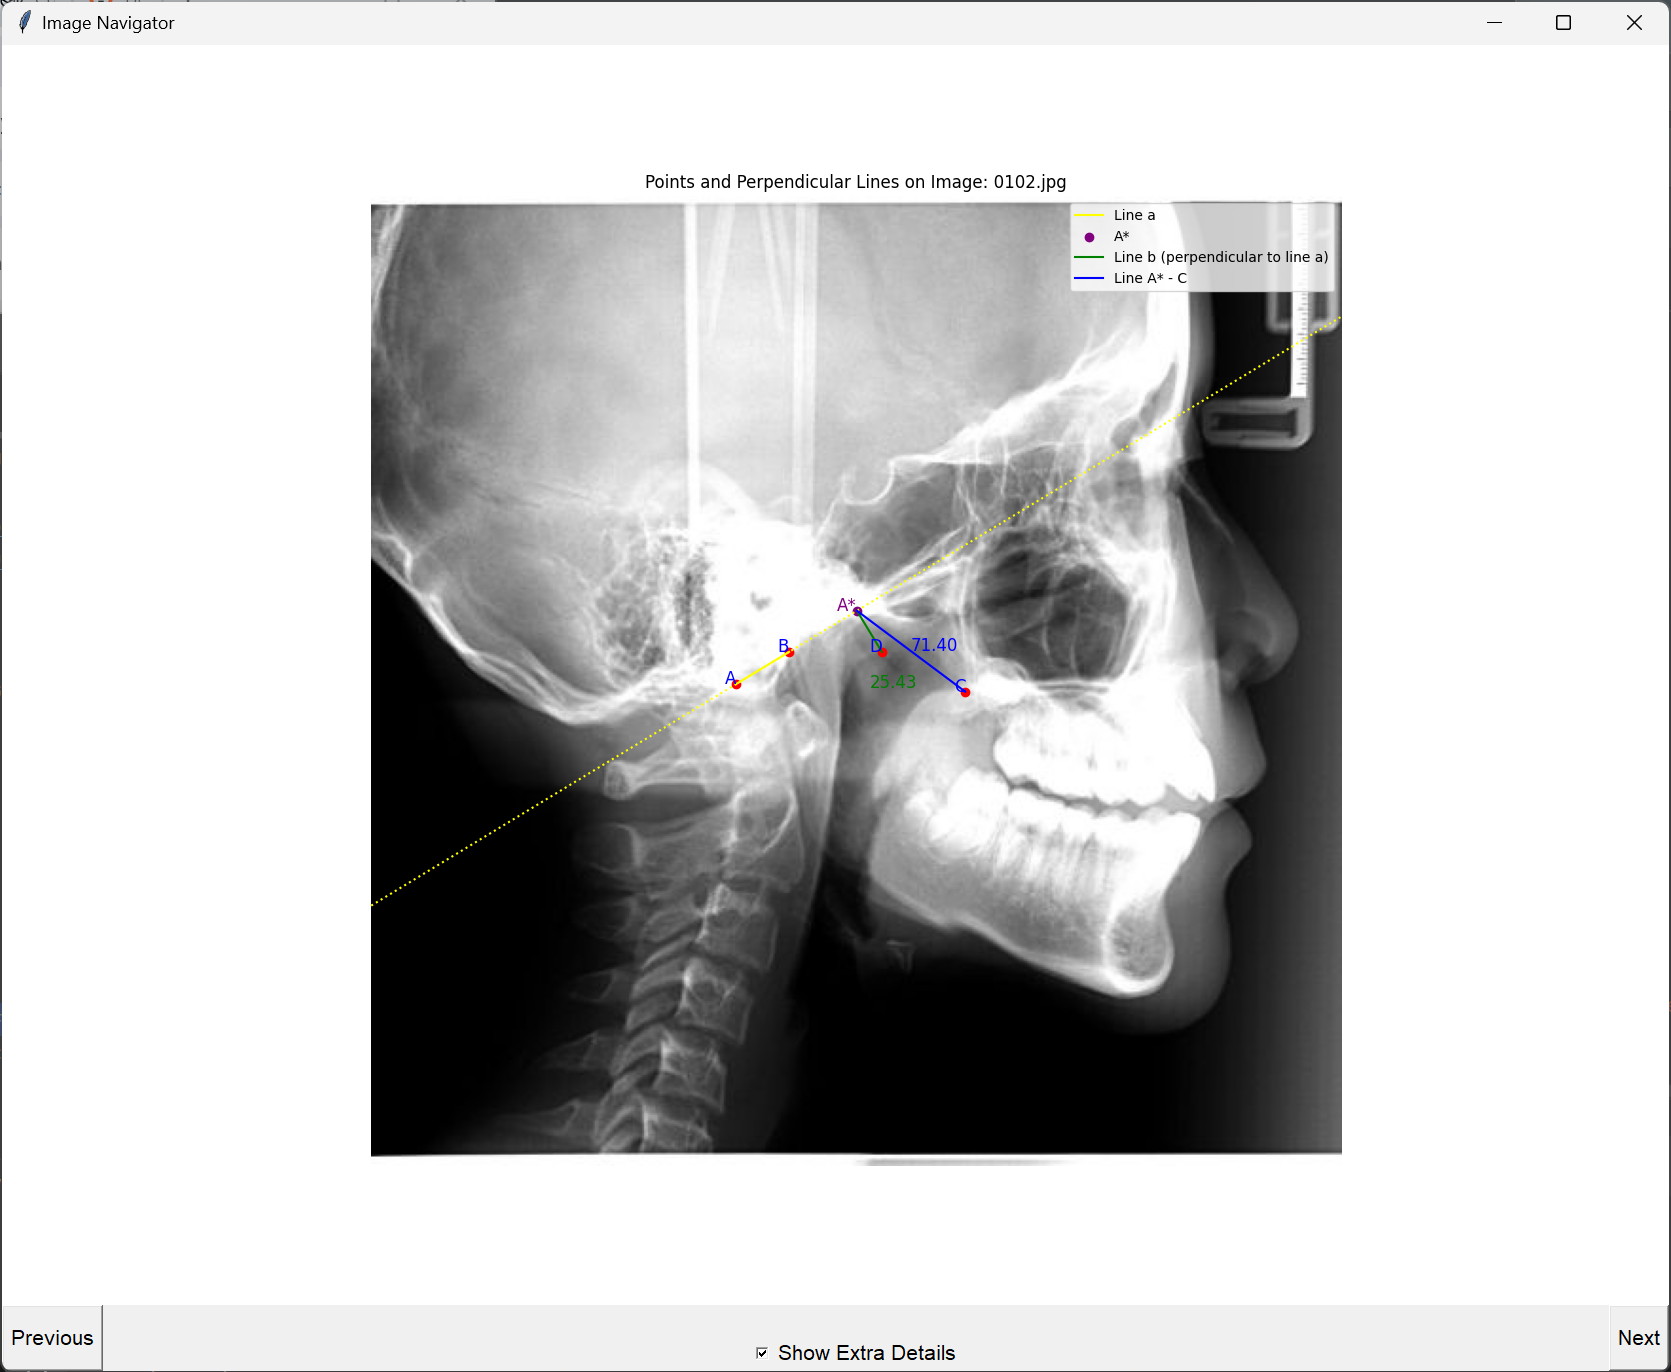 Image Navigator
Points and Perpendicular Lines on Image: 0102.jpg
Line a
A*
Line b (perpendicular to line a)
Line A* - C
A*
B
D
71.40
A
25.43
C
Previous
Show Extra Details
Next